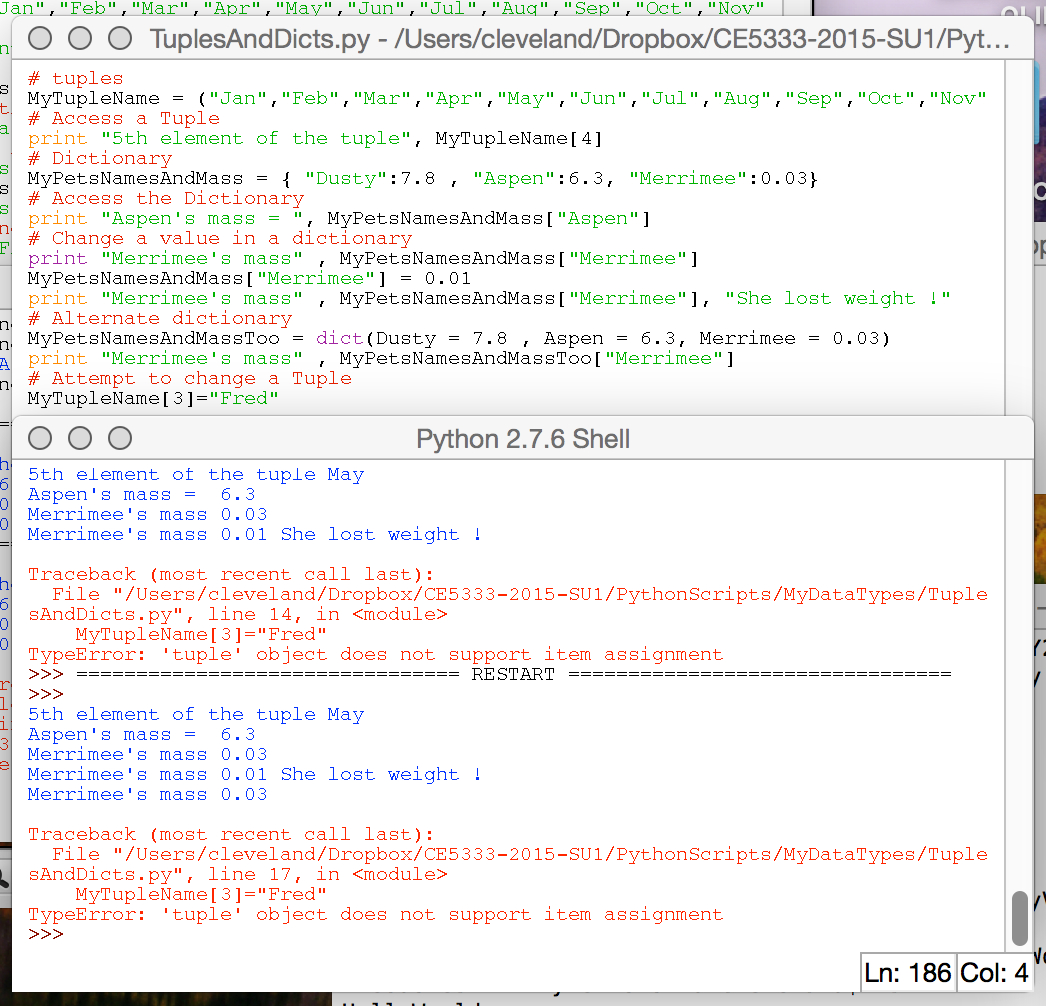 Jan","Feb","Mar","Apr","May","Jun","Jul","Aug","Sep","Oct","Nov"
TuplesAndDicts.py - /Users/cleveland/Dropbox/CE5333-2015-SU1/Pyt...
# tuples
MyTupleName = ("Jan","Feb","Mar","Apr","May","Jun","Jul","Aug","Sep","Oct","Nov"
# Access a Tuple
print "5th element of the tuple", MyTupleName[4]
# Dictionary
MyPetsNamesAndMass = { "Dusty":7.8 , "Aspen":6.3, "Merrimee":0.03}
# Access the Dictionary
print "Aspen's mass = ", MyPetsNamesAndMass["Aspen"]
# Change a value in a dictionary
print "Merrimee's mass" , MyPetsNamesAndMass["Merrimee"]
MyPetsNamesAndMass["Merrimee"] = 0.01
print "Merrimee's mass" , MyPetsNamesAndMass["Merrimee"], "She lost weight !"
# Alternate dictionary
MyPetsNamesAndMassToo = dict(Dusty = 7.8 , Aspen = 6.3, Merrimee = 0.03)
print "Merrimee's mass" , MyPetsNamesAndMassToo["Merrimee"]
# Attempt to change a Tuple
MyTupleName[3]="Fred"
Python 2.7.6 Shell
5th element of the tuple May
Aspen's mass =  6.3
Merrimee's mass 0.03
Merrimee's mass 0.01 She lost weight !
Traceback (most recent call last):
  File "/Users/cleveland/Dropbox/CE5333-2015-SU1/PythonScripts/MyDataTypes/Tuple
sAndDicts.py", line 14, in <module>
    MyTupleName[3]="Fred"
TypeError: 'tuple' object does not support item assignment
>>> ================================ RESTART ================================
>>>
5th element of the tuple May
Aspen's mass =  6.3
Merrimee's mass 0.03
Merrimee's mass 0.01 She lost weight !
Merrimee's mass 0.03
Traceback (most recent call last):
  File "/Users/cleveland/Dropbox/CE5333-2015-SU1/PythonScripts/MyDataTypes/Tuple
sAndDicts.py", line 17, in <module>
    MyTupleName[3]="Fred"
TypeError: 'tuple' object does not support item assignment
>>>
Ln: 186 Col: 4